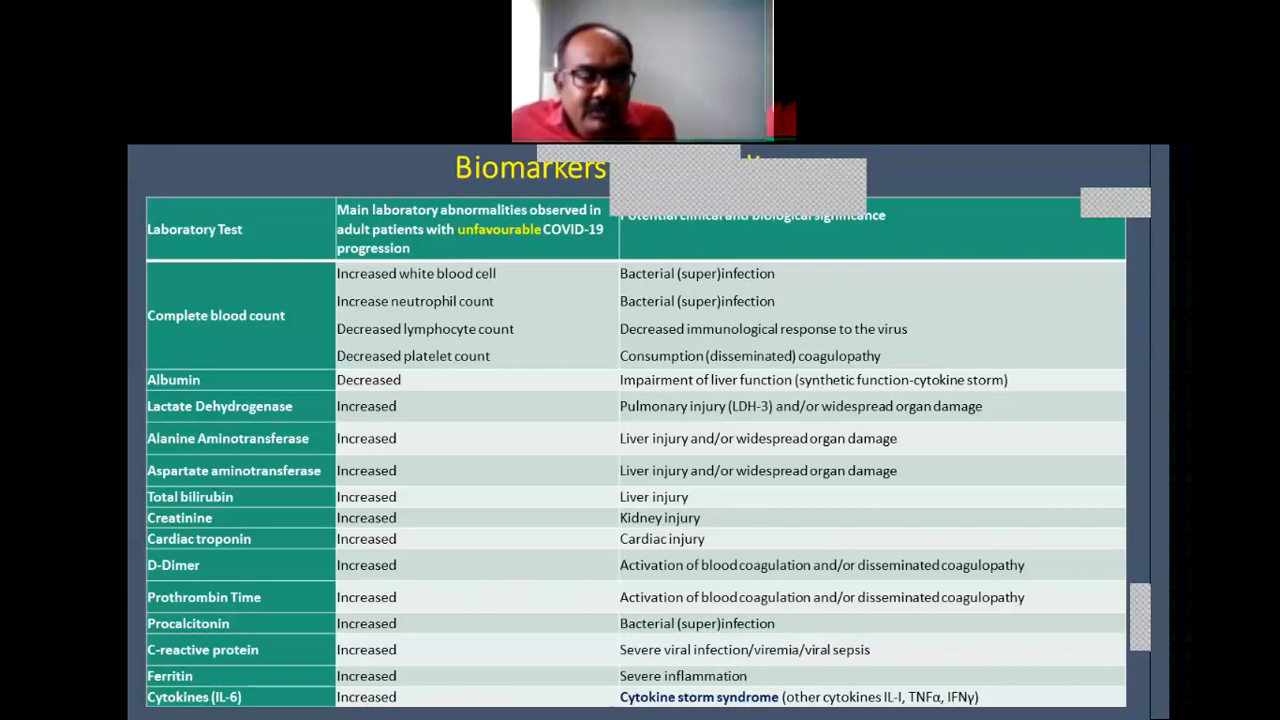 Biomarkers
Laboratory Test
Main laboratory abnormalities observed in
adult patients with unfavourable COVID-19
progression
Potential clinical and biological significance
Complete blood count
Increased white blood cell
Bacterial (super)infection
Increase neutrophil count
Bacterial (super)infection
Decreased lymphocyte count
Decreased immunological response to the virus
Decreased platelet count
Consumption (disseminated) coagulopathy
Albumin
Decreased
Impairment of liver function (synthetic function-cytokine storm)
Lactate Dehydrogenase
Increased
Pulmonary injury (LDH-3) and/or widespread organ damage
Alanine Aminotransferase
Increased
Liver injury and/or widespread organ damage
Aspartate aminotransferase
Increased
Liver injury and/or widespread organ damage
Total bilirubin
Increased
Liver injury
Creatinine
Increased
Kidney injury
Cardiac troponin
Increased
Cardiac injury
D-Dimer
Increased
Activation of blood coagulation and/or disseminated coagulopathy
Prothrombin Time
Increased
Activation of blood coagulation and/or disseminated coagulopathy
Procalcitonin
Increased
Bacterial (super)infection
C-reactive protein
Increased
Severe viral infection/viremia/viral sepsis
Ferritin
Increased
Severe inflammation
Cytokines (IL-6)
Increased
Cytokine storm syndrome (other cytokines IL-I, TNFα, IFNγ)